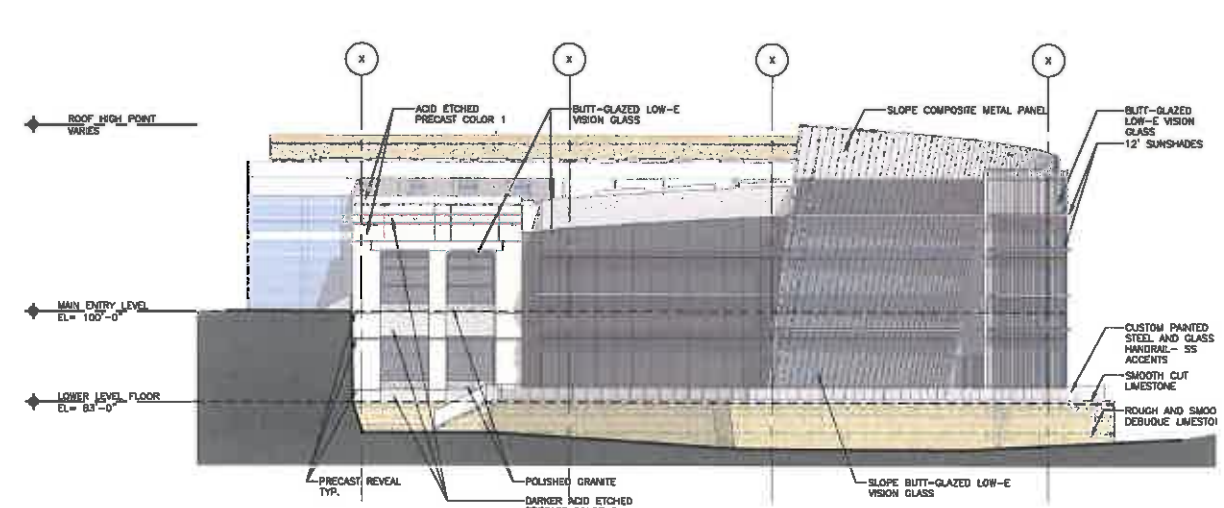 X
X
X
X
ROOF HIGH POINT
VARIES
ACID ETCHED
PRECAST COLOR 1
BUTT-GLAZED LOW-E
VISION GLASS
SLOPE COMPOSITE METAL PANEL
BUTT-GLAZED
LOW-E VISION
GLASS
12' SUNSHADES
MAIN ENTRY LEVEL
EL= 100'-0"
CUSTOM PAINTED
STEEL AND GLASS
HANDRAIL- SS
ACCENTS
SMOOTH CUT
LIMESTONE
LOWER LEVEL FLOOR
EL= 83'-0"
ROUGH AND SMOO
DEBUQUE LIMESTO
PRECAST REVEAL
TYP.
POLISHED GRANITE
DARKER ACID ETCHED
SLOPE BUTT-GLAZED LOW-E
VISION GLASS